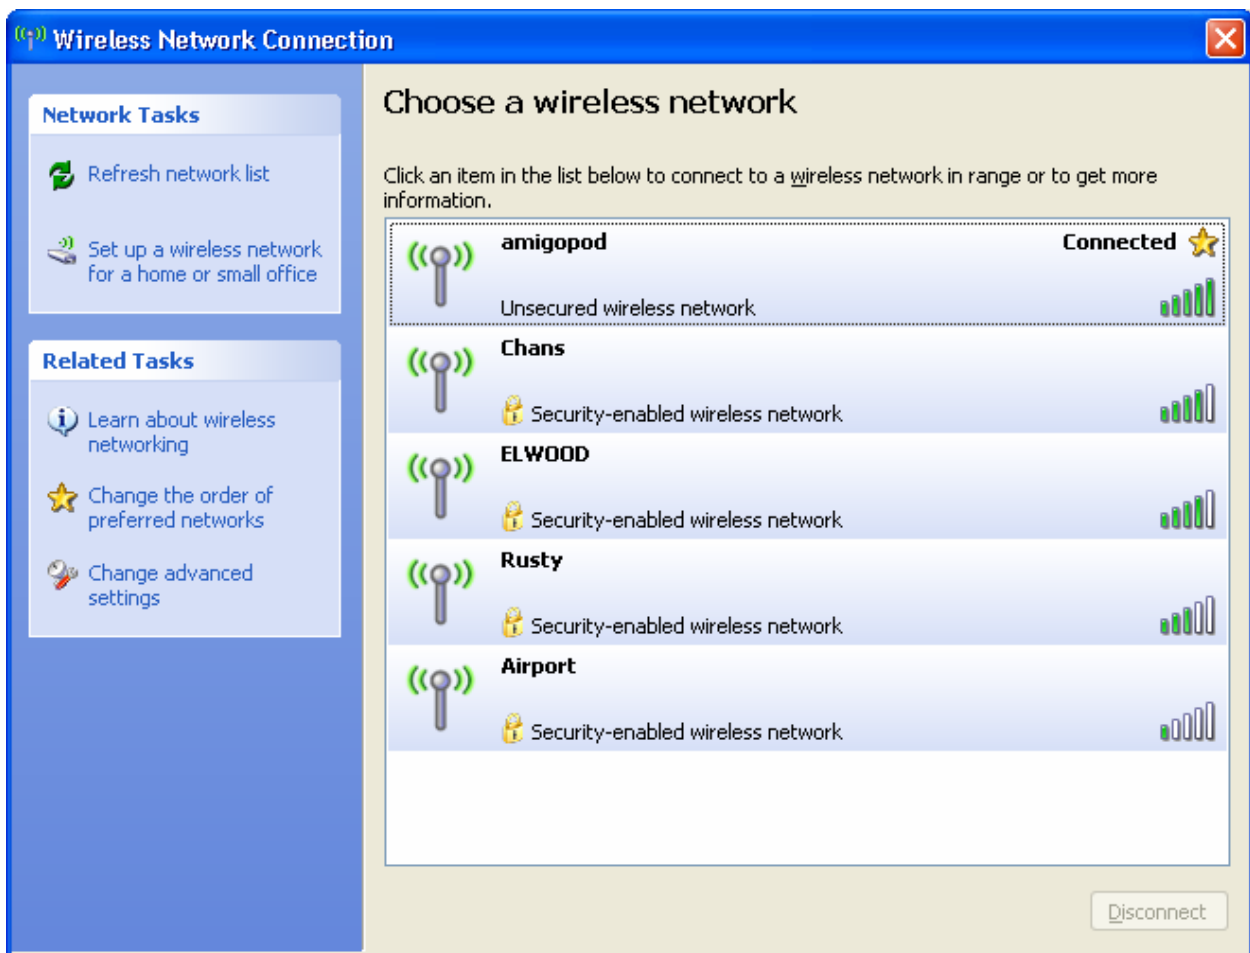 Wireless Network Connection
Network Tasks
Refresh network list
Set up a wireless network
for a home or small office
Related Tasks
Learn about wireless
networking
Change the order of
preferred networks
Change advanced
settings
Choose a wireless network
Click an item in the list below to connect to a wireless network in range or to get more
information.
amigopod Connected
Unsecured wireless network
Chans
Security-enabled wireless network
ELWOOD
Security-enabled wireless network
Rusty
Security-enabled wireless network
Airport
Security-enabled wireless network
Disconnect